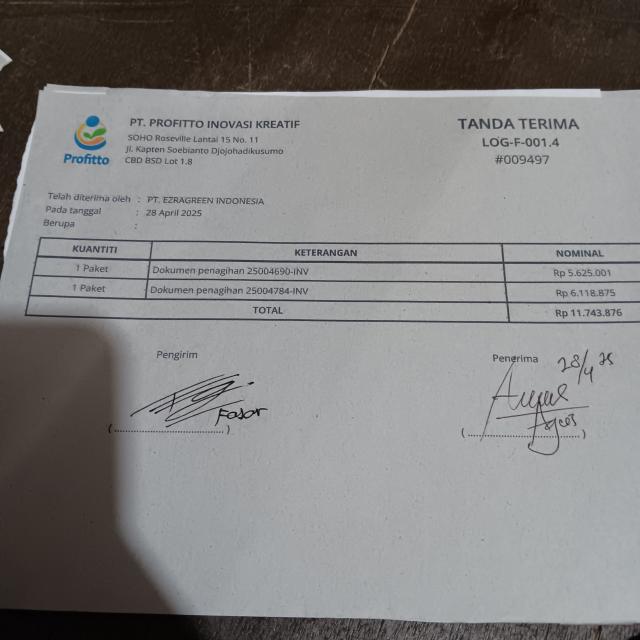 Profitto
PT. PROFITTO INOVASI KREATIF
SOHO Roseville Lantai 15 No. 11
Jl. Kapten Soebianto Djojohadikusumo
CBD BSD Lot 1.8
TANDA TERIMA
LOG-F-001.4
#009497
Telah diterima oleh : PT. EZRAGREEN INDONESIA
Pada tanggal : 28 April 2025
Berupa :
KUANTITI KETERANGAN NOMINAL
1 Paket Dokumen penagihan 25004690-INV Rp 5.625.001
1 Paket Dokumen penagihan 25004784-INV Rp 6.118.875
TOTAL Rp 11.743.876
Pengirim
Penerima 28/4 25
(........................)
(........................)